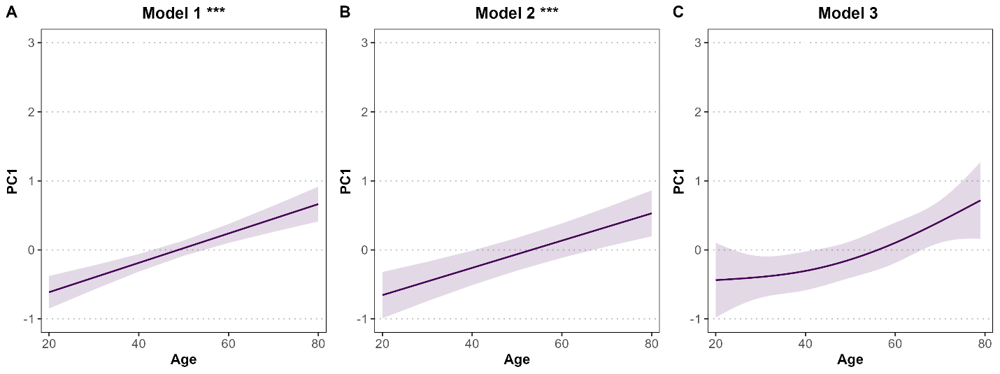 A Model 1 *** B Model 2 *** C Model 3
3 3 3
2 2 2
1 1 1
0 0 0
-1 -1 -1
PC1 PC1 PC1
20 40 60 80 20 40 60 80 20 40 60 80
Age Age Age